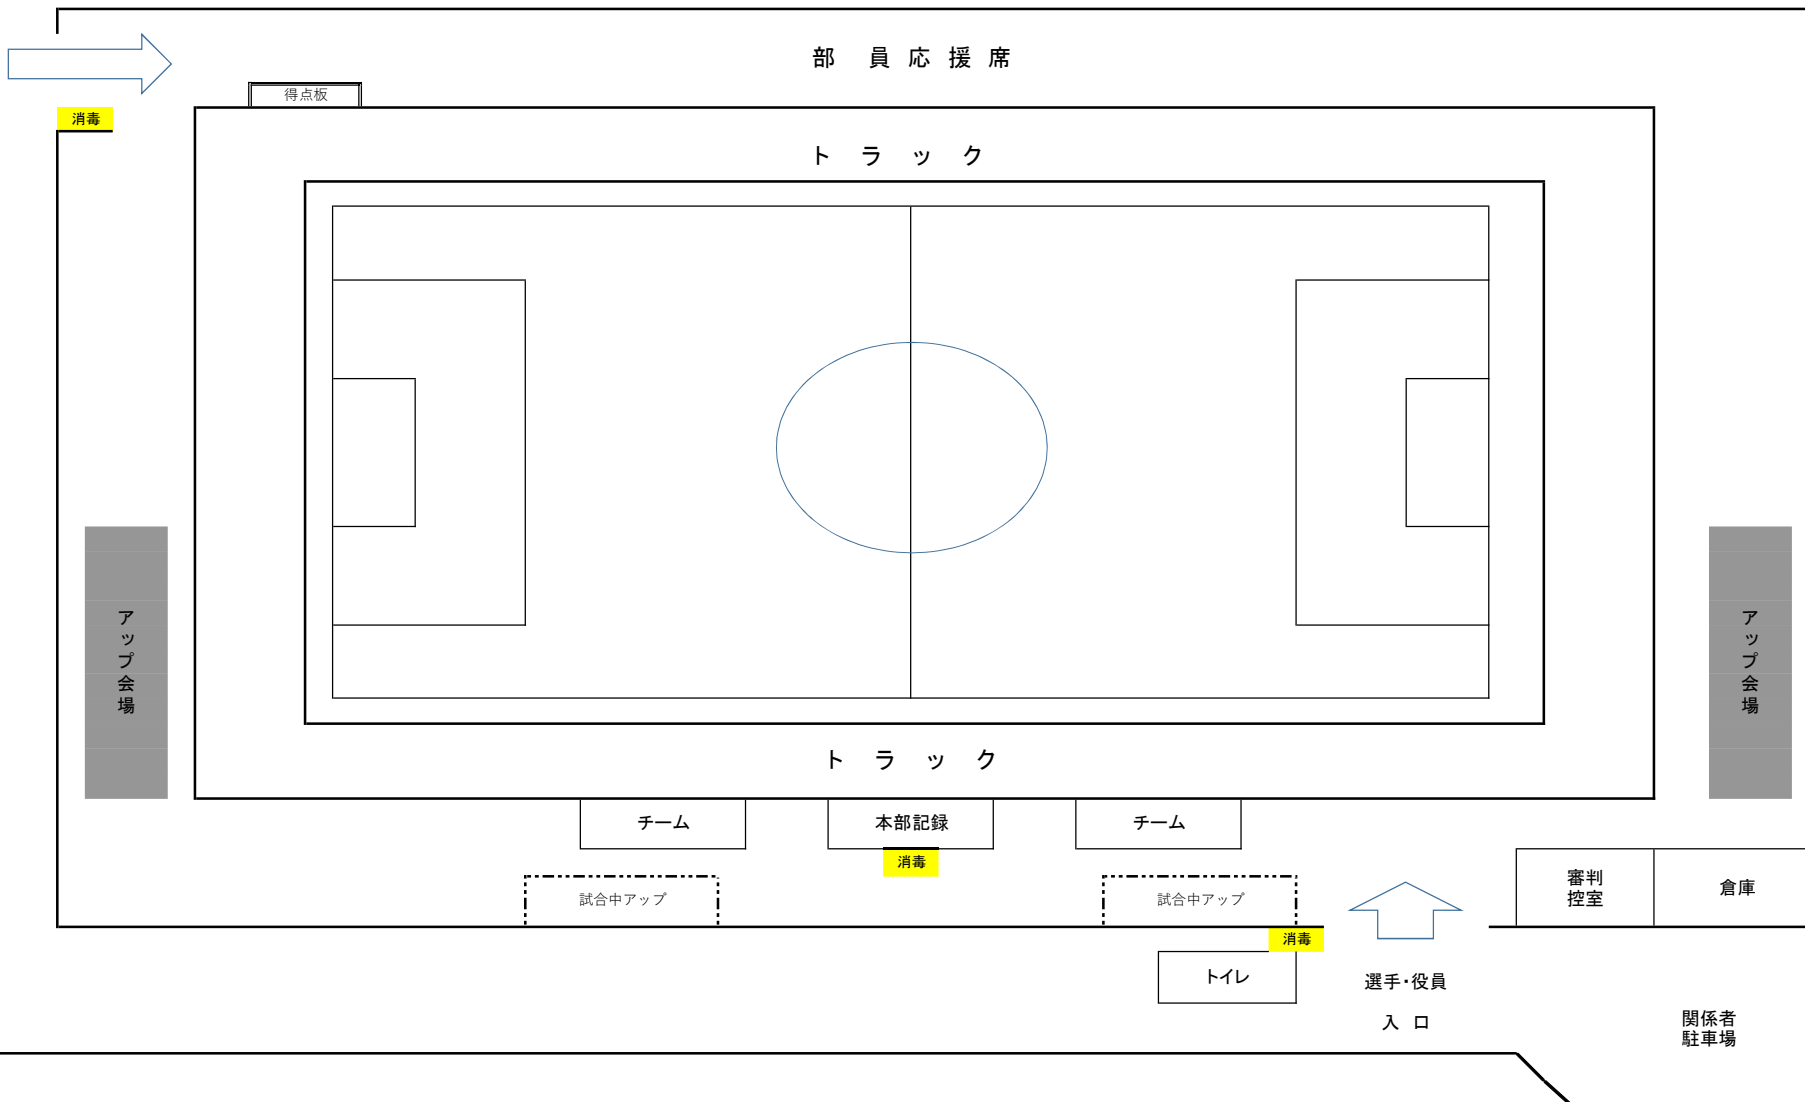 部員応援席
得点板
消毒
トラック
アップ会場
アップ会場
トラック
チーム
本部記録
チーム
消毒
試合中アップ
試合中アップ
審判
控室
倉庫
消毒
トイレ
選手・役員
入口
関係者
駐車場